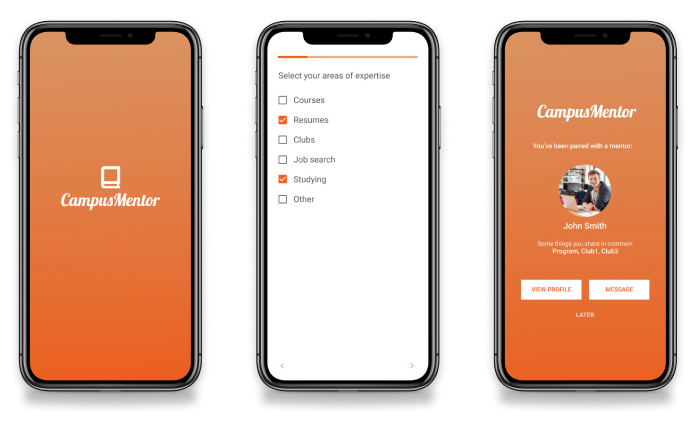 CampusMentor
Select your areas of expertise
Courses
Resumes
Clubs
Job search
Studying
Other
CampusMentor
You've been paired with a mentor:
John Smith
Some things you share in common:
Program, Club1, Club2
VIEW PROFILE
MESSAGE
LATER